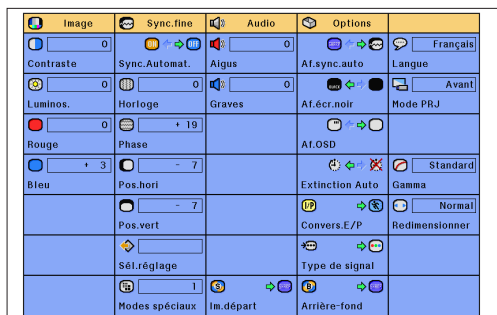 Image Sync.fine Audio Options
0 ON OFF 0 Français
Contraste Sync.Automat. Aigus Af.sync.auto Langue
0 0 0 Avant
Luminos. Horloge Graves Af.écr.noir Mode PRJ
0 + 19
Rouge Phase Af.OSD
+ 3 - 7 Standard
Bleu Pos.hori Extinction Auto Gamma
- 7 I/P Normal
Pos.vert Convers.E/P Redimensionner
Sél.réglage Type de signal
1 S B
Modes spéciaux Im.départ Arrière-fond